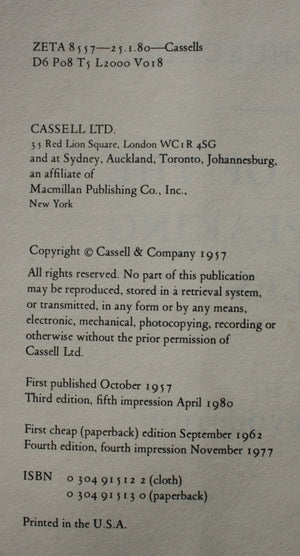 ZETA 8557—25.1.80—Cassells
D6 P08 T5 L2000 V018
CASSELL LTD.
35 Red Lion Square, London WC1R 4SG
and at Sydney, Auckland, Toronto, Johannesburg,
an affiliate of
Macmillan Publishing Co., Inc.,
New York
Copyright © Cassell & Company 1957
All rights reserved. No part of this publication
may be reproduced, stored in a retrieval system,
or transmitted, in any form or by any means,
electronic, mechanical, photocopying, recording or
otherwise without the prior permission of
Cassell Ltd.
First published October 1957
Third edition, fifth impression April 1980
First cheap (paperback) edition September 1962
Fourth edition, fourth impression November 1977
ISBN 0 304 91512 2 (cloth)
0 304 91513 0 (paperback)
Printed in the U.S.A.